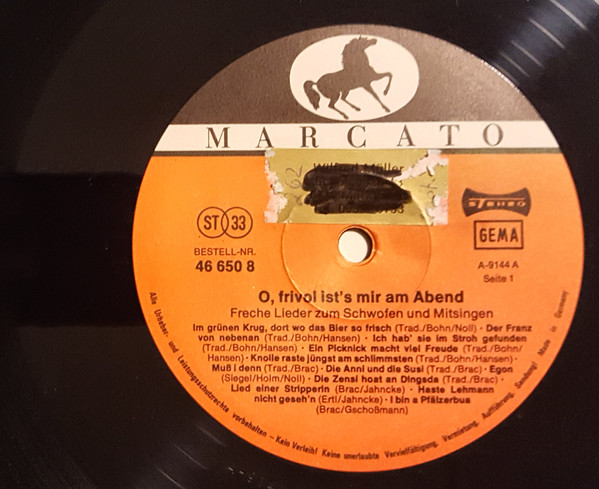 MARCATO
Müller
62
ST 33
STEREO
GEMA
BESTELL-NR.
46 650 8
A-9144 A
Seite 1
O, frivol ist's mir am Abend
Freche Lieder zum Schwofen und Mitsingen
Im grünen Krug, dort wo das Bier so frisch (Trad./Bohn/Noll) · Der Franz
von nebenan (Trad./Bohn/Hansen) · Ich hab' sie im Stroh gefunden
(Trad./Bohn/Hansen) · Ein Picknick macht viel Freude (Trad./Bohn/
Hansen) · Knolle raste jüngst am schlimmsten (Trad./Bohn/Hansen) ·
Muß i denn (Trad./Brac) · Die Anni und die Susi (Trad./Brac) · Egon
(Siegel/Hoim/Noll) · Die Zensi hoat an Dingsda (Trad./Brac) ·
Lied einer Stripperin (Brac/Jahncke) · Haste Lehmann
nicht geseh'n (Ertl/Jahncke) · I bin a Pfälzerbua
(Brac/Gschoßmann)
Alle Urheber- und Leistungsschutzrechte vorbehalten – Kein Verleih! Keine unerlaubte Vervielfältigung, Vermietung, Aufführung, Sendung! Made in Germany